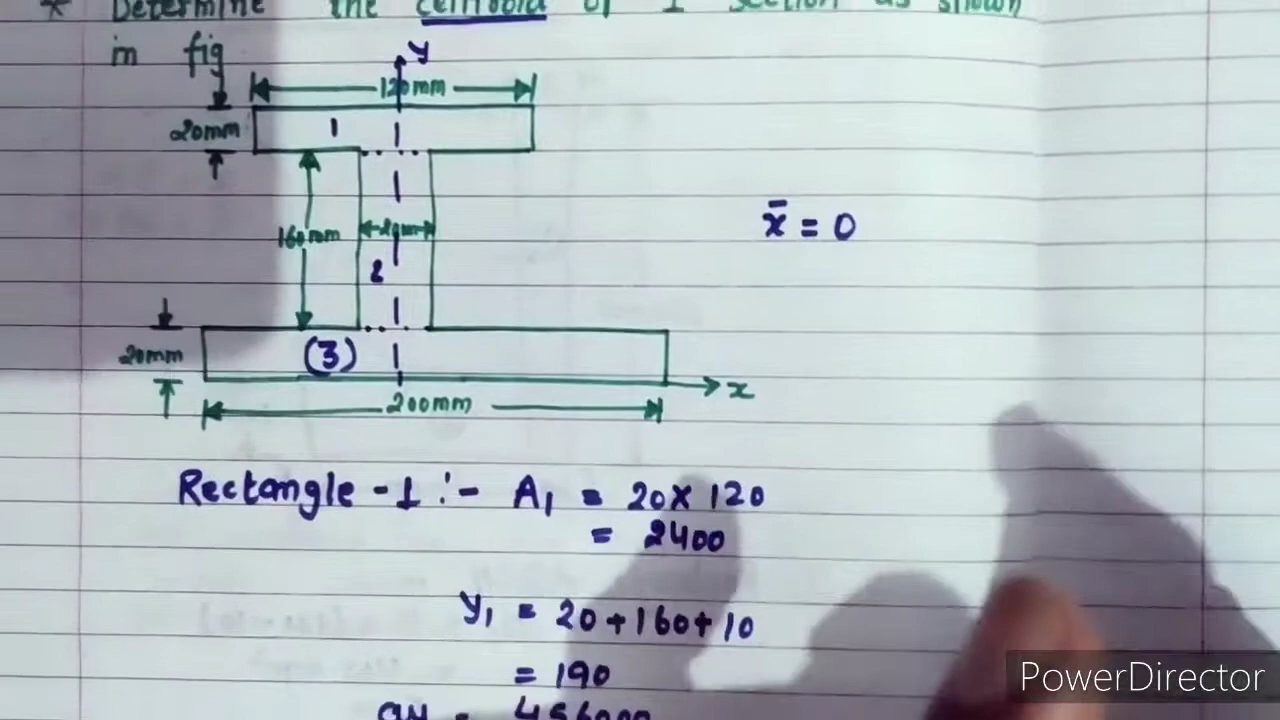 * Determine the centroid of I section as shown
in fig
y
120mm
20mm
1
160mm
20mm
2
x̄ = 0
20mm
(3)
x
200mm
Rectangle - 1 :- A₁ = 20 x 120
= 2400
y₁ = 20+160+10
= 190
= 456000
PowerDirector